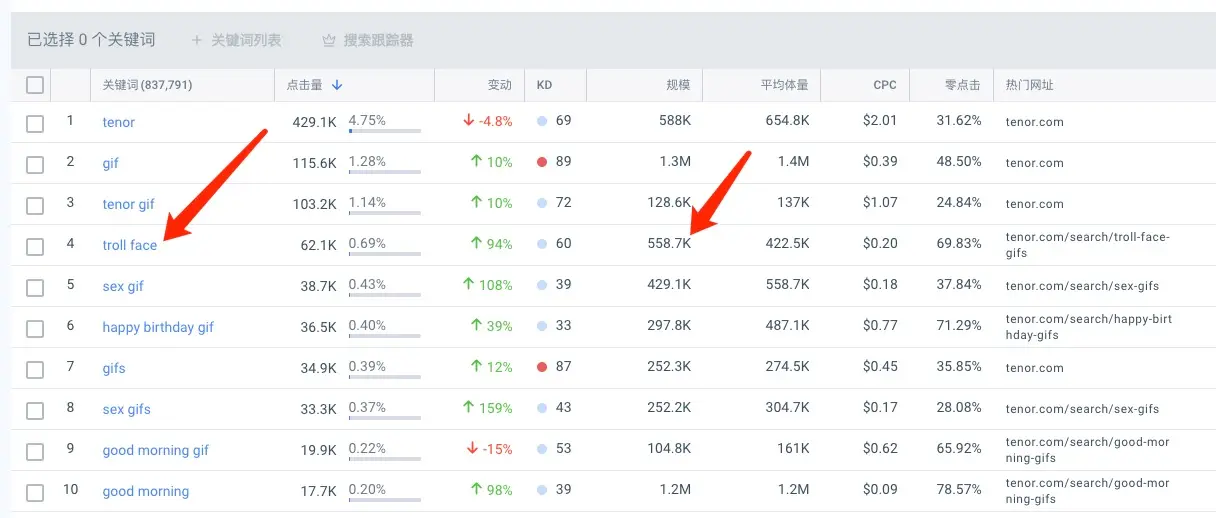 已选择 0 个关键词 + 关键词列表 搜索跟踪器
关键词 (837,791) 点击量 变动 KD 规模 平均体量 CPC 零点击 热门网址
1 tenor 429.1K 4.75% -4.8% 69 588K 654.8K $2.01 31.62% tenor.com
2 gif 115.6K 1.28% 10% 89 1.3M 1.4M $0.39 48.50% tenor.com
3 tenor gif 103.2K 1.14% 10% 72 128.6K 137K $1.07 24.84% tenor.com
4 troll face 62.1K 0.69% 94% 60 558.7K 422.5K $0.20 69.83% tenor.com/search/troll-face-
gifs
5 sex gif 38.7K 0.43% 108% 39 429.1K 558.7K $0.18 37.84% tenor.com/search/sex-gifs
6 happy birthday gif 36.5K 0.40% 39% 33 297.8K 487.1K $0.77 71.29% tenor.com/search/happy-birt
hday-gifs
7 gifs 34.9K 0.39% 12% 87 252.3K 274.5K $0.45 35.85% tenor.com
8 sex gifs 33.3K 0.37% 159% 43 252.2K 304.7K $0.17 28.08% tenor.com/search/sex-gifs
9 good morning gif 19.9K 0.22% -15% 53 104.8K 161K $0.62 65.92% tenor.com/search/good-mor
ning-gifs
10 good morning 17.7K 0.20% 98% 39 1.2M 1.2M $0.09 78.57% tenor.com/search/good-mor
ning-gifs